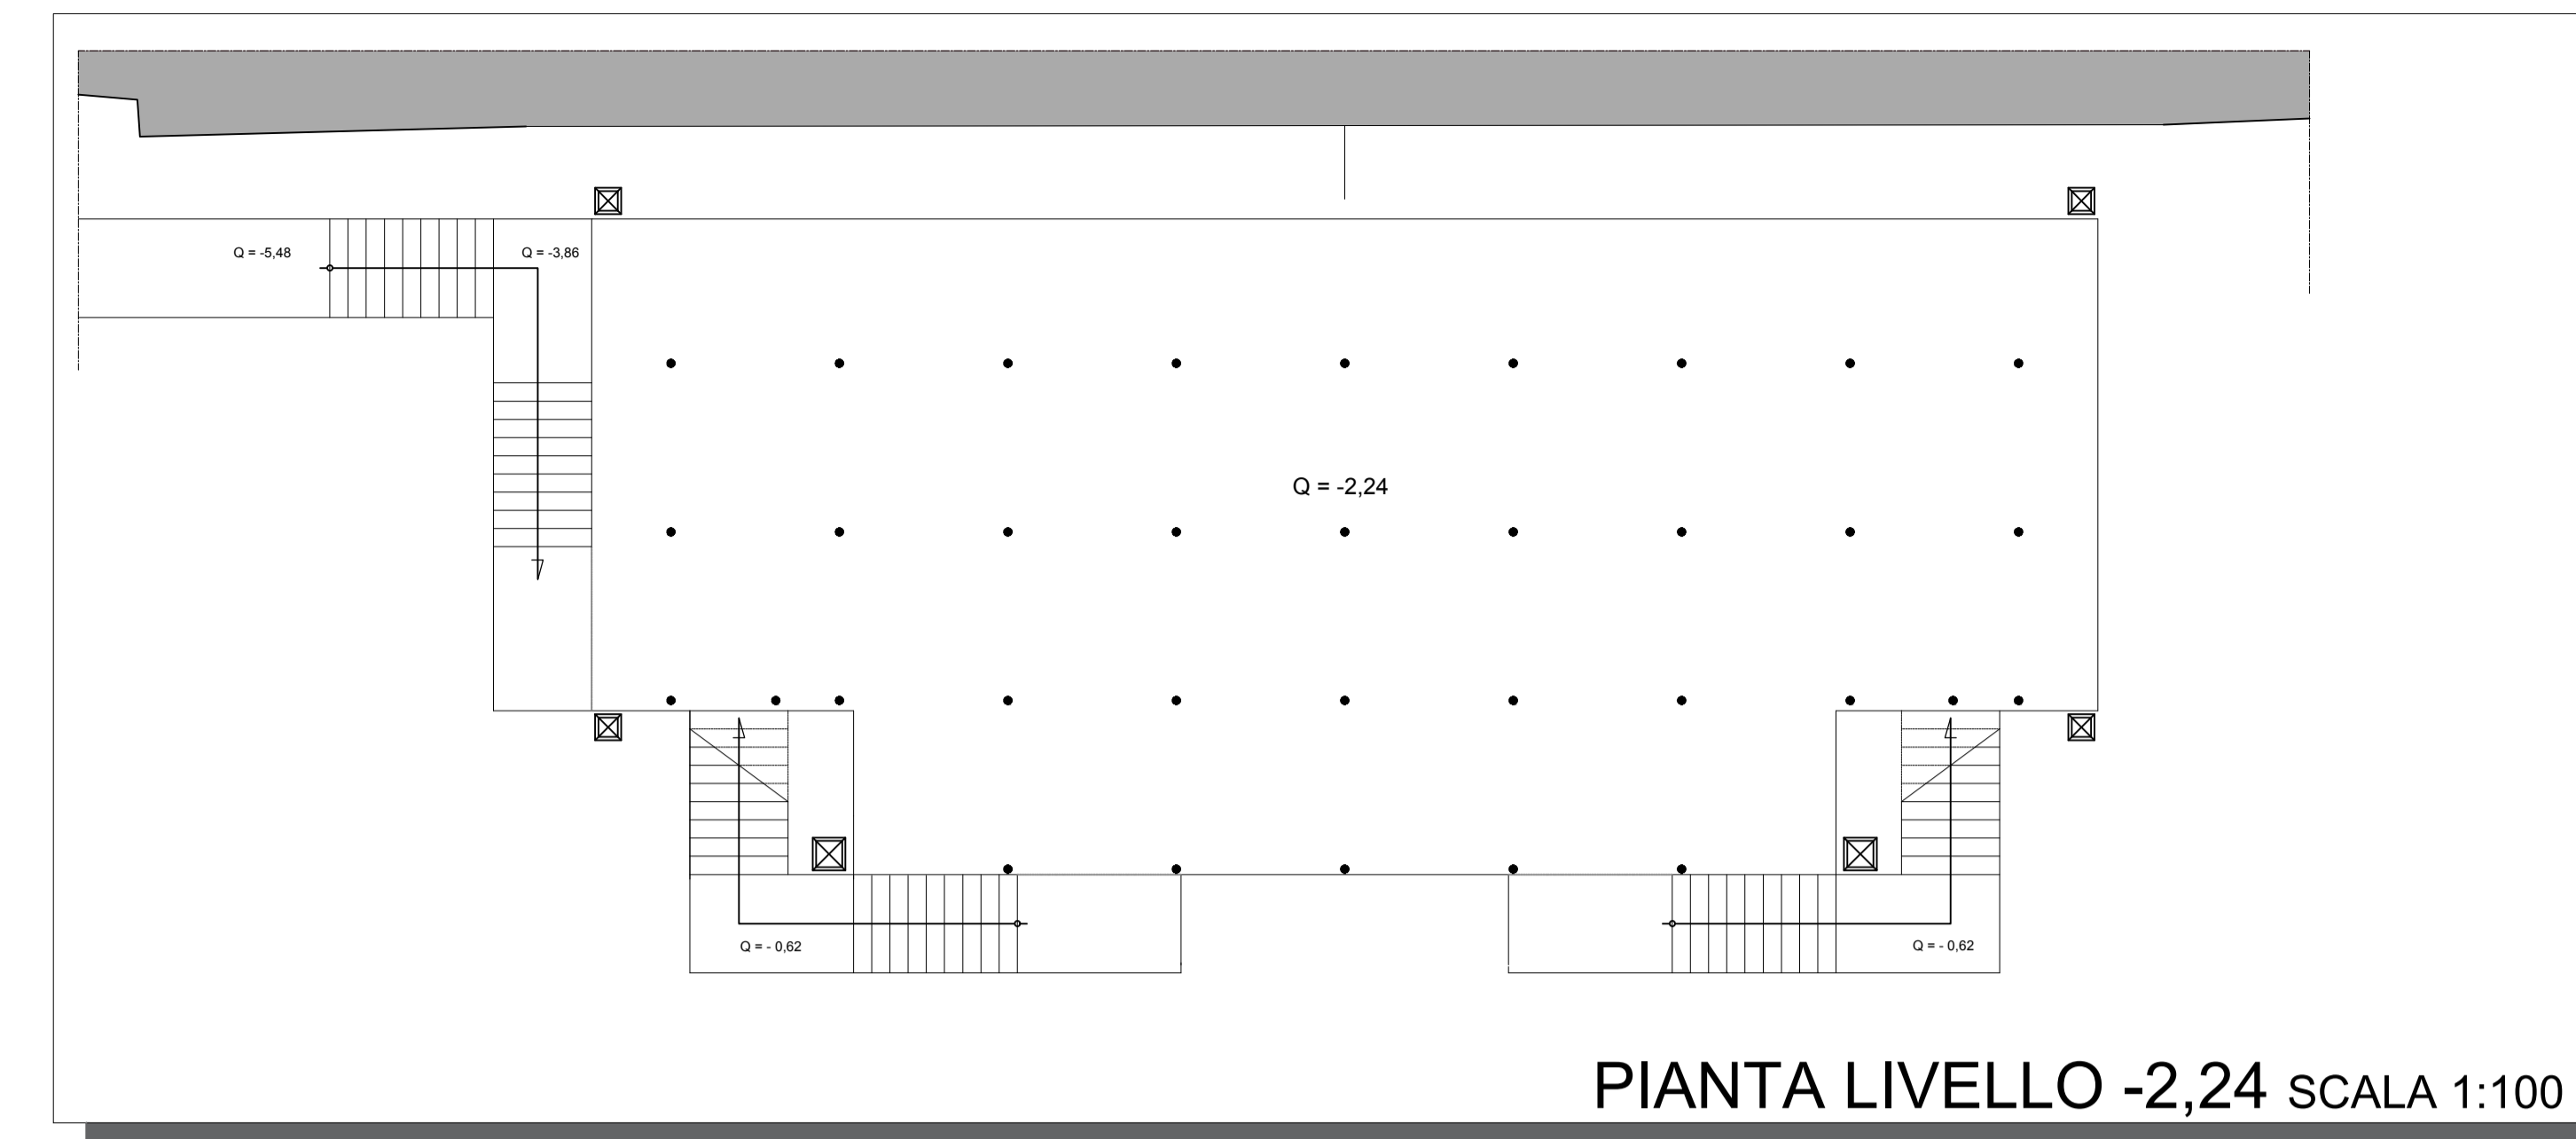 Q = -5,48
Q = -3,86
Q = -2,24
Q = - 0,62
Q = - 0,62
PIANTA LIVELLO -2,24 SCALA 1:100